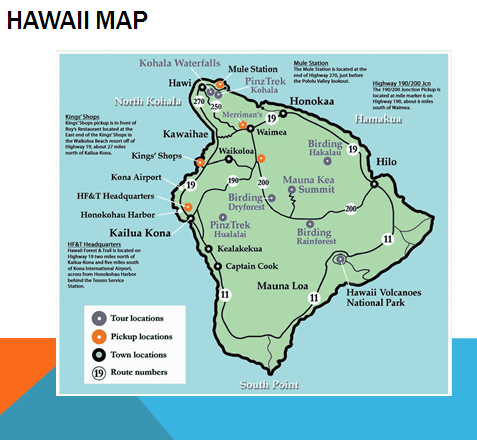 HAWAII MAP
Kohala Waterfalls
Mule Station
PinzTrek
Kohala
Hawi
North Kohala
270
250
Mule Station
The Mule Station is located at the
end of Highway 270, just before
the Pololu Valley lookout.
Highway 190/200 Jcn
The 190/200 Junction Pickup is
located at mile marker 6 on
Highway 190, about 6 miles
south of Waimea.
Kings' Shops
Kings' Shops pickup is in front of
Roy's Restaurant located at the
East end of the Kings' Shops in
the Waikoloa Beach resort off of
Highway 19, about 27 miles
north of Kailua-Kona.
Honokaa
Hamakua
Merriman's
19
Waimea
Kawaihae
Kings' Shops
Waikoloa
Birding
Hakalau
19
Hilo
Kona Airport
19
190
200
Mauna Kea
Summit
HF&T Headquarters
Birding
Dryforest
200
Honokohau Harbor
PinzTrek
Hualalai
Birding
Rainforest
Kailua Kona
11
HF&T Headquarters
Hawaii Forest & Trail is located on
Highway 19 two miles north of
Kailua-Kona and five miles south
of Kona International Airport,
across from Honokohau Harbor
behind the Tesoro Service
Station.
Kealakekua
Captain Cook
11
Mauna Loa
11
Hawaii Volcanoes
National Park
Tour locations
Pickup locations
Town locations
19 Route numbers
South Point